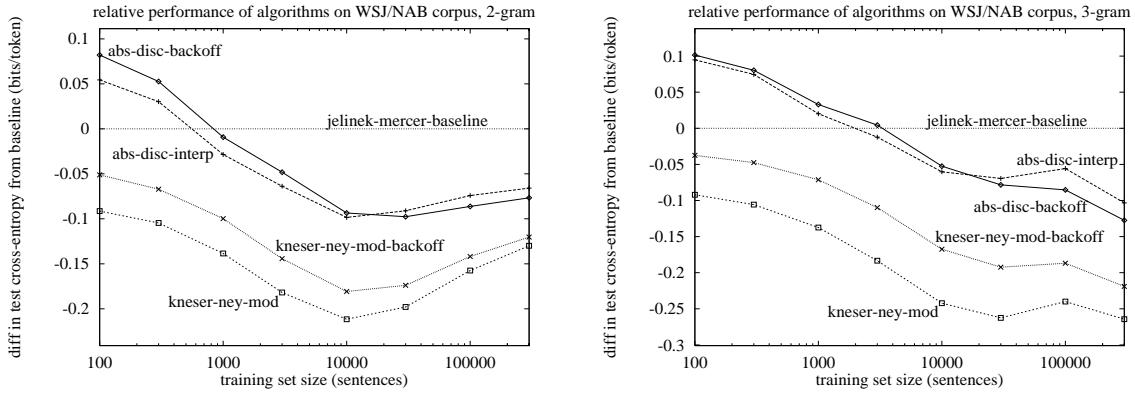 relative performance of algorithms on WSJ/NAB corpus, 2-gram
diff in test cross-entropy from baseline (bits/token)
0.1
0.05
0
-0.05
-0.1
-0.15
-0.2
abs-disc-backoff
jelinek-mercer-baseline
abs-disc-interp
kneser-ney-mod-backoff
kneser-ney-mod
100 1000 10000 100000
training set size (sentences)
relative performance of algorithms on WSJ/NAB corpus, 3-gram
diff in test cross-entropy from baseline (bits/token)
0.1
0.05
0
-0.05
-0.1
-0.15
-0.2
-0.25
-0.3
jelinek-mercer-baseline
abs-disc-interp
abs-disc-backoff
kneser-ney-mod-backoff
kneser-ney-mod
100 1000 10000 100000
training set size (sentences)